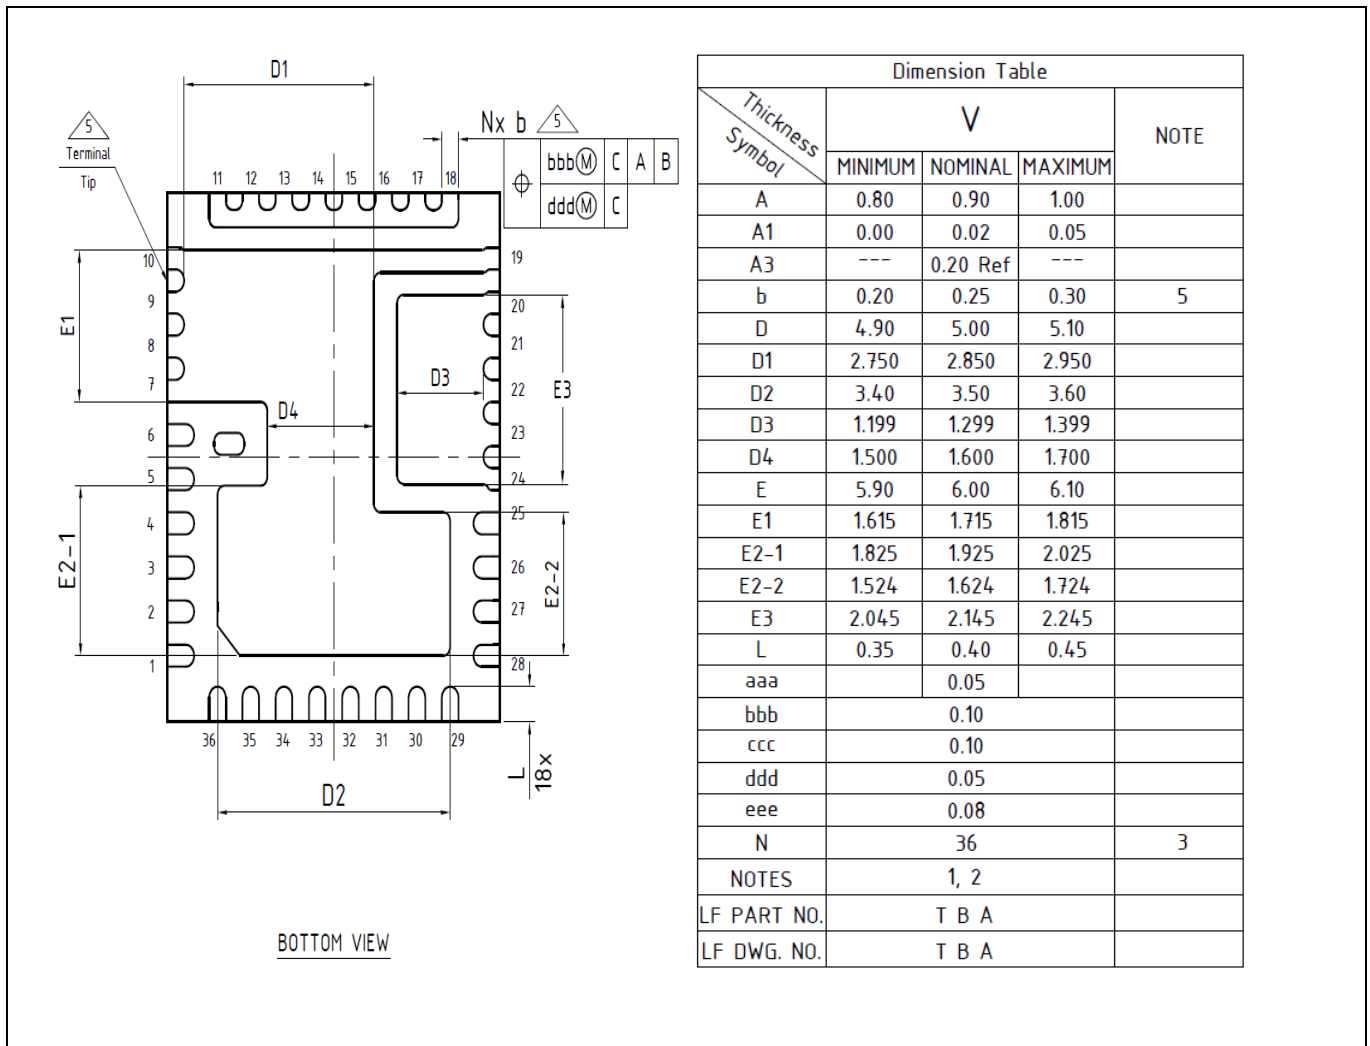 D1
5
Terminal
Tip
Nx b 5
bbbⓂ C A B
dddⓂ C
11 12 13 14 15 16 17 18
10
9
8
7
6
5
4
3
2
1
19
20
21
22
23
24
25
26
27
28
36 35 34 33 32 31 30 29
E1
E2-1
D4
D3
E3
E2-2
D2
L
18x
BOTTOM VIEW
Dimension Table
Thickness
Symbol
V
NOTE
MINIMUM NOMINAL MAXIMUM
A 0.80 0.90 1.00
A1 0.00 0.02 0.05
A3 --- 0.20 Ref ---
b 0.20 0.25 0.30 5
D 4.90 5.00 5.10
D1 2.750 2.850 2.950
D2 3.40 3.50 3.60
D3 1.199 1.299 1.399
D4 1.500 1.600 1.700
E 5.90 6.00 6.10
E1 1.615 1.715 1.815
E2-1 1.825 1.925 2.025
E2-2 1.524 1.624 1.724
E3 2.045 2.145 2.245
L 0.35 0.40 0.45
aaa 0.05
bbb 0.10
ccc 0.10
ddd 0.05
eee 0.08
N 36 3
NOTES 1, 2
LF PART NO. T B A
LF DWG. NO. T B A